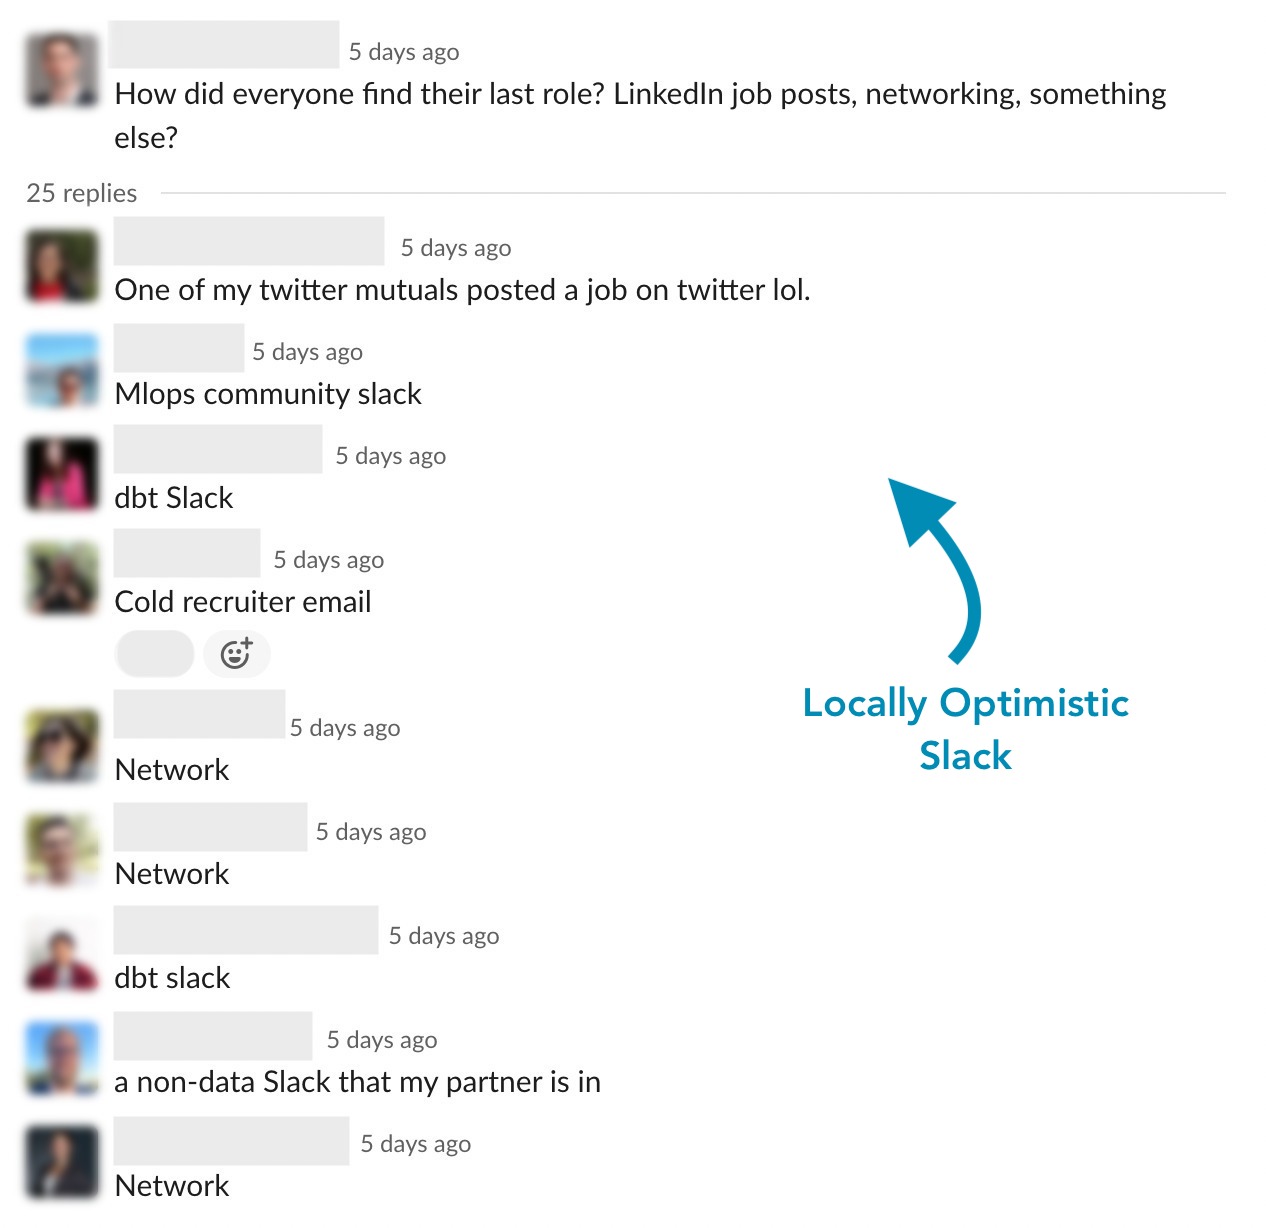 5 days ago
How did everyone find their last role? LinkedIn job posts, networking, something
else?
25 replies
5 days ago
One of my twitter mutuals posted a job on twitter lol.
5 days ago
Mlops community slack
5 days ago
dbt Slack
5 days ago
Cold recruiter email
5 days ago
Network
5 days ago
Network
5 days ago
dbt slack
5 days ago
a non-data Slack that my partner is in
5 days ago
Network
Locally Optimistic
Slack